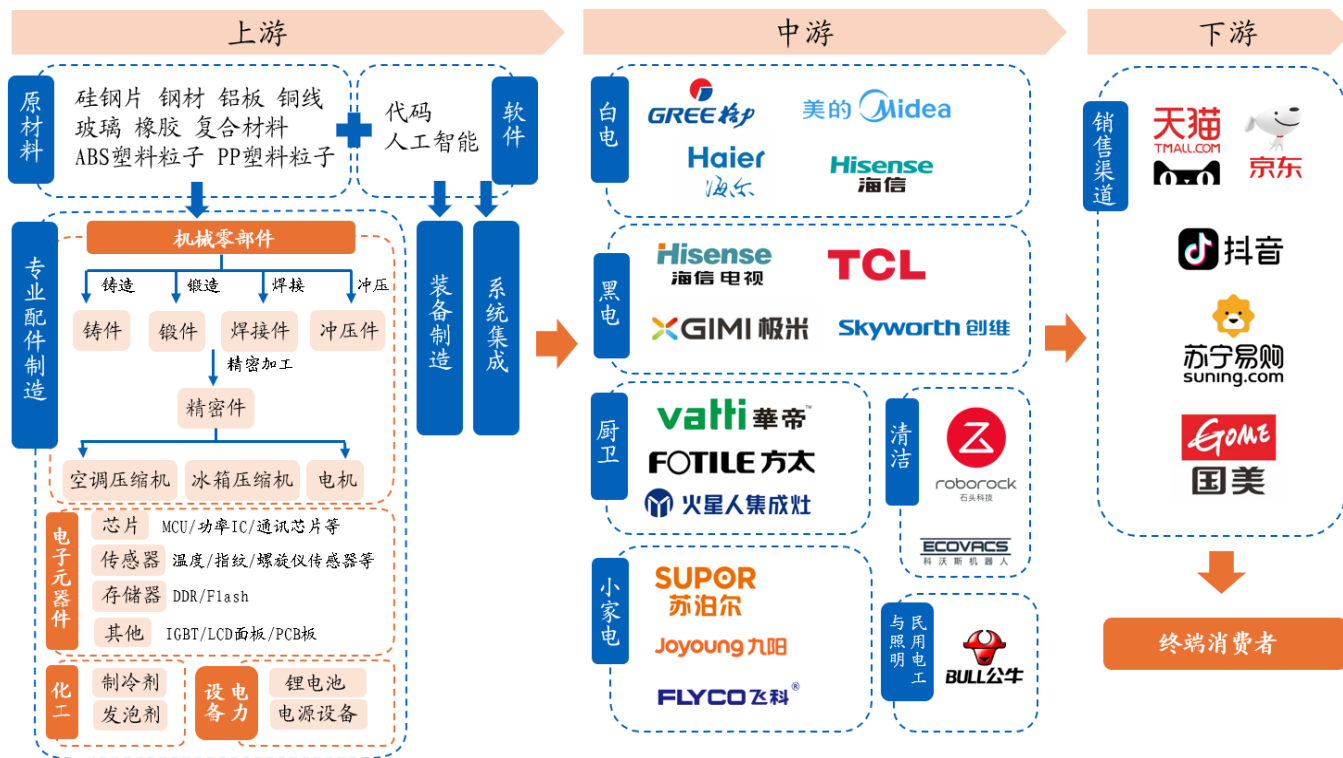 上游
原材料
硅钢片 钢材 铝板 铜线
玻璃 橡胶 复合材料
ABS塑料粒子 PP塑料粒子
代码
人工智能
软件
专业配件制造
机械零部件
铸造
锻造
焊接
冲压
铸件
锻件
焊接件
冲压件
精密加工
精密件
空调压缩机
冰箱压缩机
电机
电子元器件
芯片
MCU/功率IC/通讯芯片等
传感器
温度/指纹/螺旋仪传感器等
存储器
DDR/Flash
其他
IGBT/LCD面板/PCB板
化工
制冷剂
发泡剂
电力设备
锂电池
电源设备
装备制造
系统集成
中游
白电
GREE格力
美的 Midea
Haier
海尔
Hisense
海信
黑电
Hisense
海信电视
TCL
XGIMI 极米
Skyworth 创维
厨卫
vatti 華帝™
FOTILE 方太
火星人集成灶
清洁
roborock
石头科技
ECOVACS
科沃斯机器人
小家电
SUPOR
苏泊尔
Joyoung 九阳
FLYCO 飞科®
民用电工
与照明
BULL公牛
下游
销售渠道
天猫
TMALL.COM
京东
抖音
苏宁易购
suning.com
GOME
国美
终端消费者